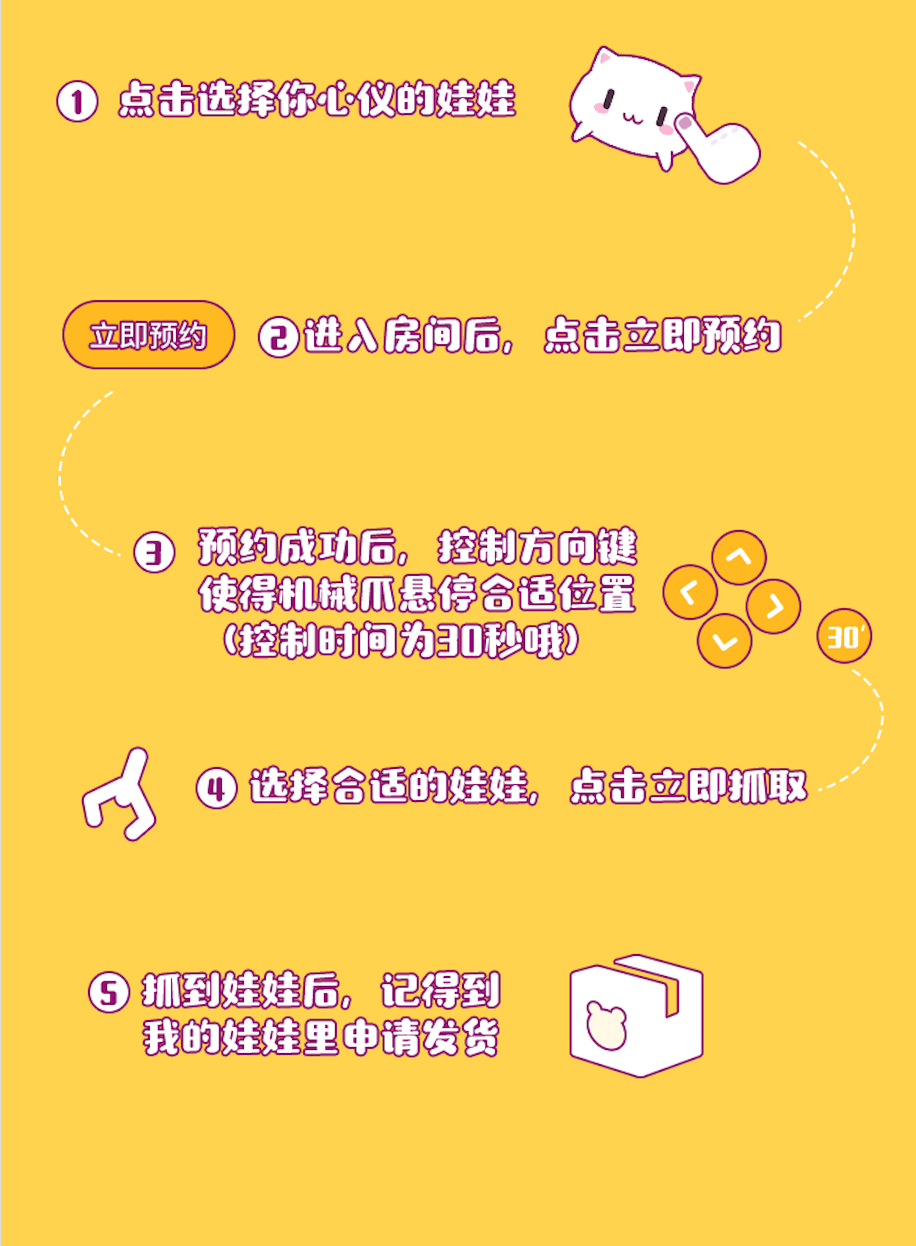 ① 点击选择你心仪的娃娃
立即预约
② 进入房间后，点击立即预约
③ 预约成功后，控制方向键
使得机械爪悬停合适位置
（控制时间为30秒哦）
30'
④ 选择合适的娃娃，点击立即抓取
⑤ 抓到娃娃后，记得到
我的娃娃里申请发货